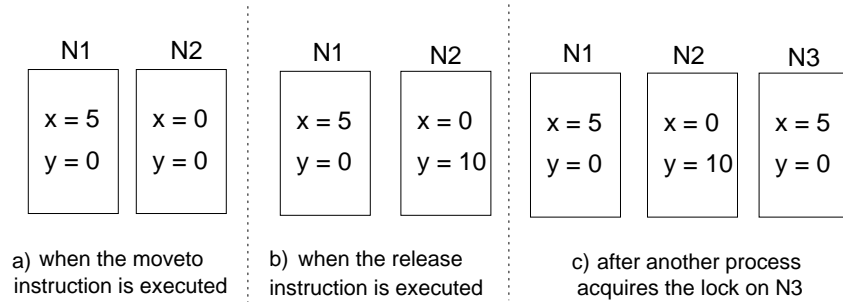 N1 N2
x = 5 x = 0
y = 0 y = 0
a) when the moveto
instruction is executed
N1 N2
x = 5 x = 0
y = 0 y = 10
b) when the release
instruction is executed
N1 N2 N3
x = 5 x = 0 x = 5
y = 0 y = 10 y = 0
c) after another process
acquires the lock on N3